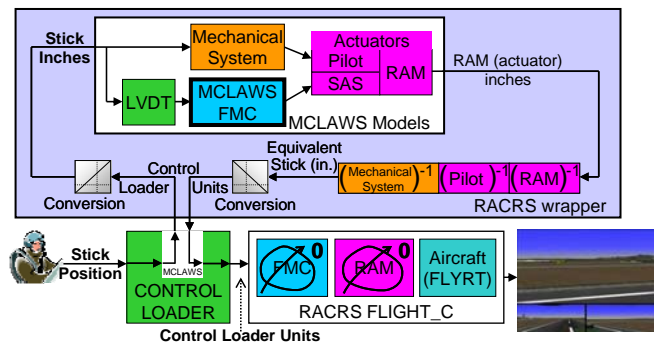 Stick
Inches
Mechanical
System
Actuators
Pilot
SAS
RAM
LVDT
MCLAWS
FMC
MCLAWS Models
RAM (actuator)
inches
Equivalent
Stick (in.)
Control
Loader
Units
Conversion
Conversion
(Mechanical
System)-1 (Pilot)-1 (RAM)-1
RACRS wrapper
Stick
Position
MCLAWS
CONTROL
LOADER
FMC 0
RAM 0
Aircraft
(FLYRT)
RACRS FLIGHT_C
Control Loader Units